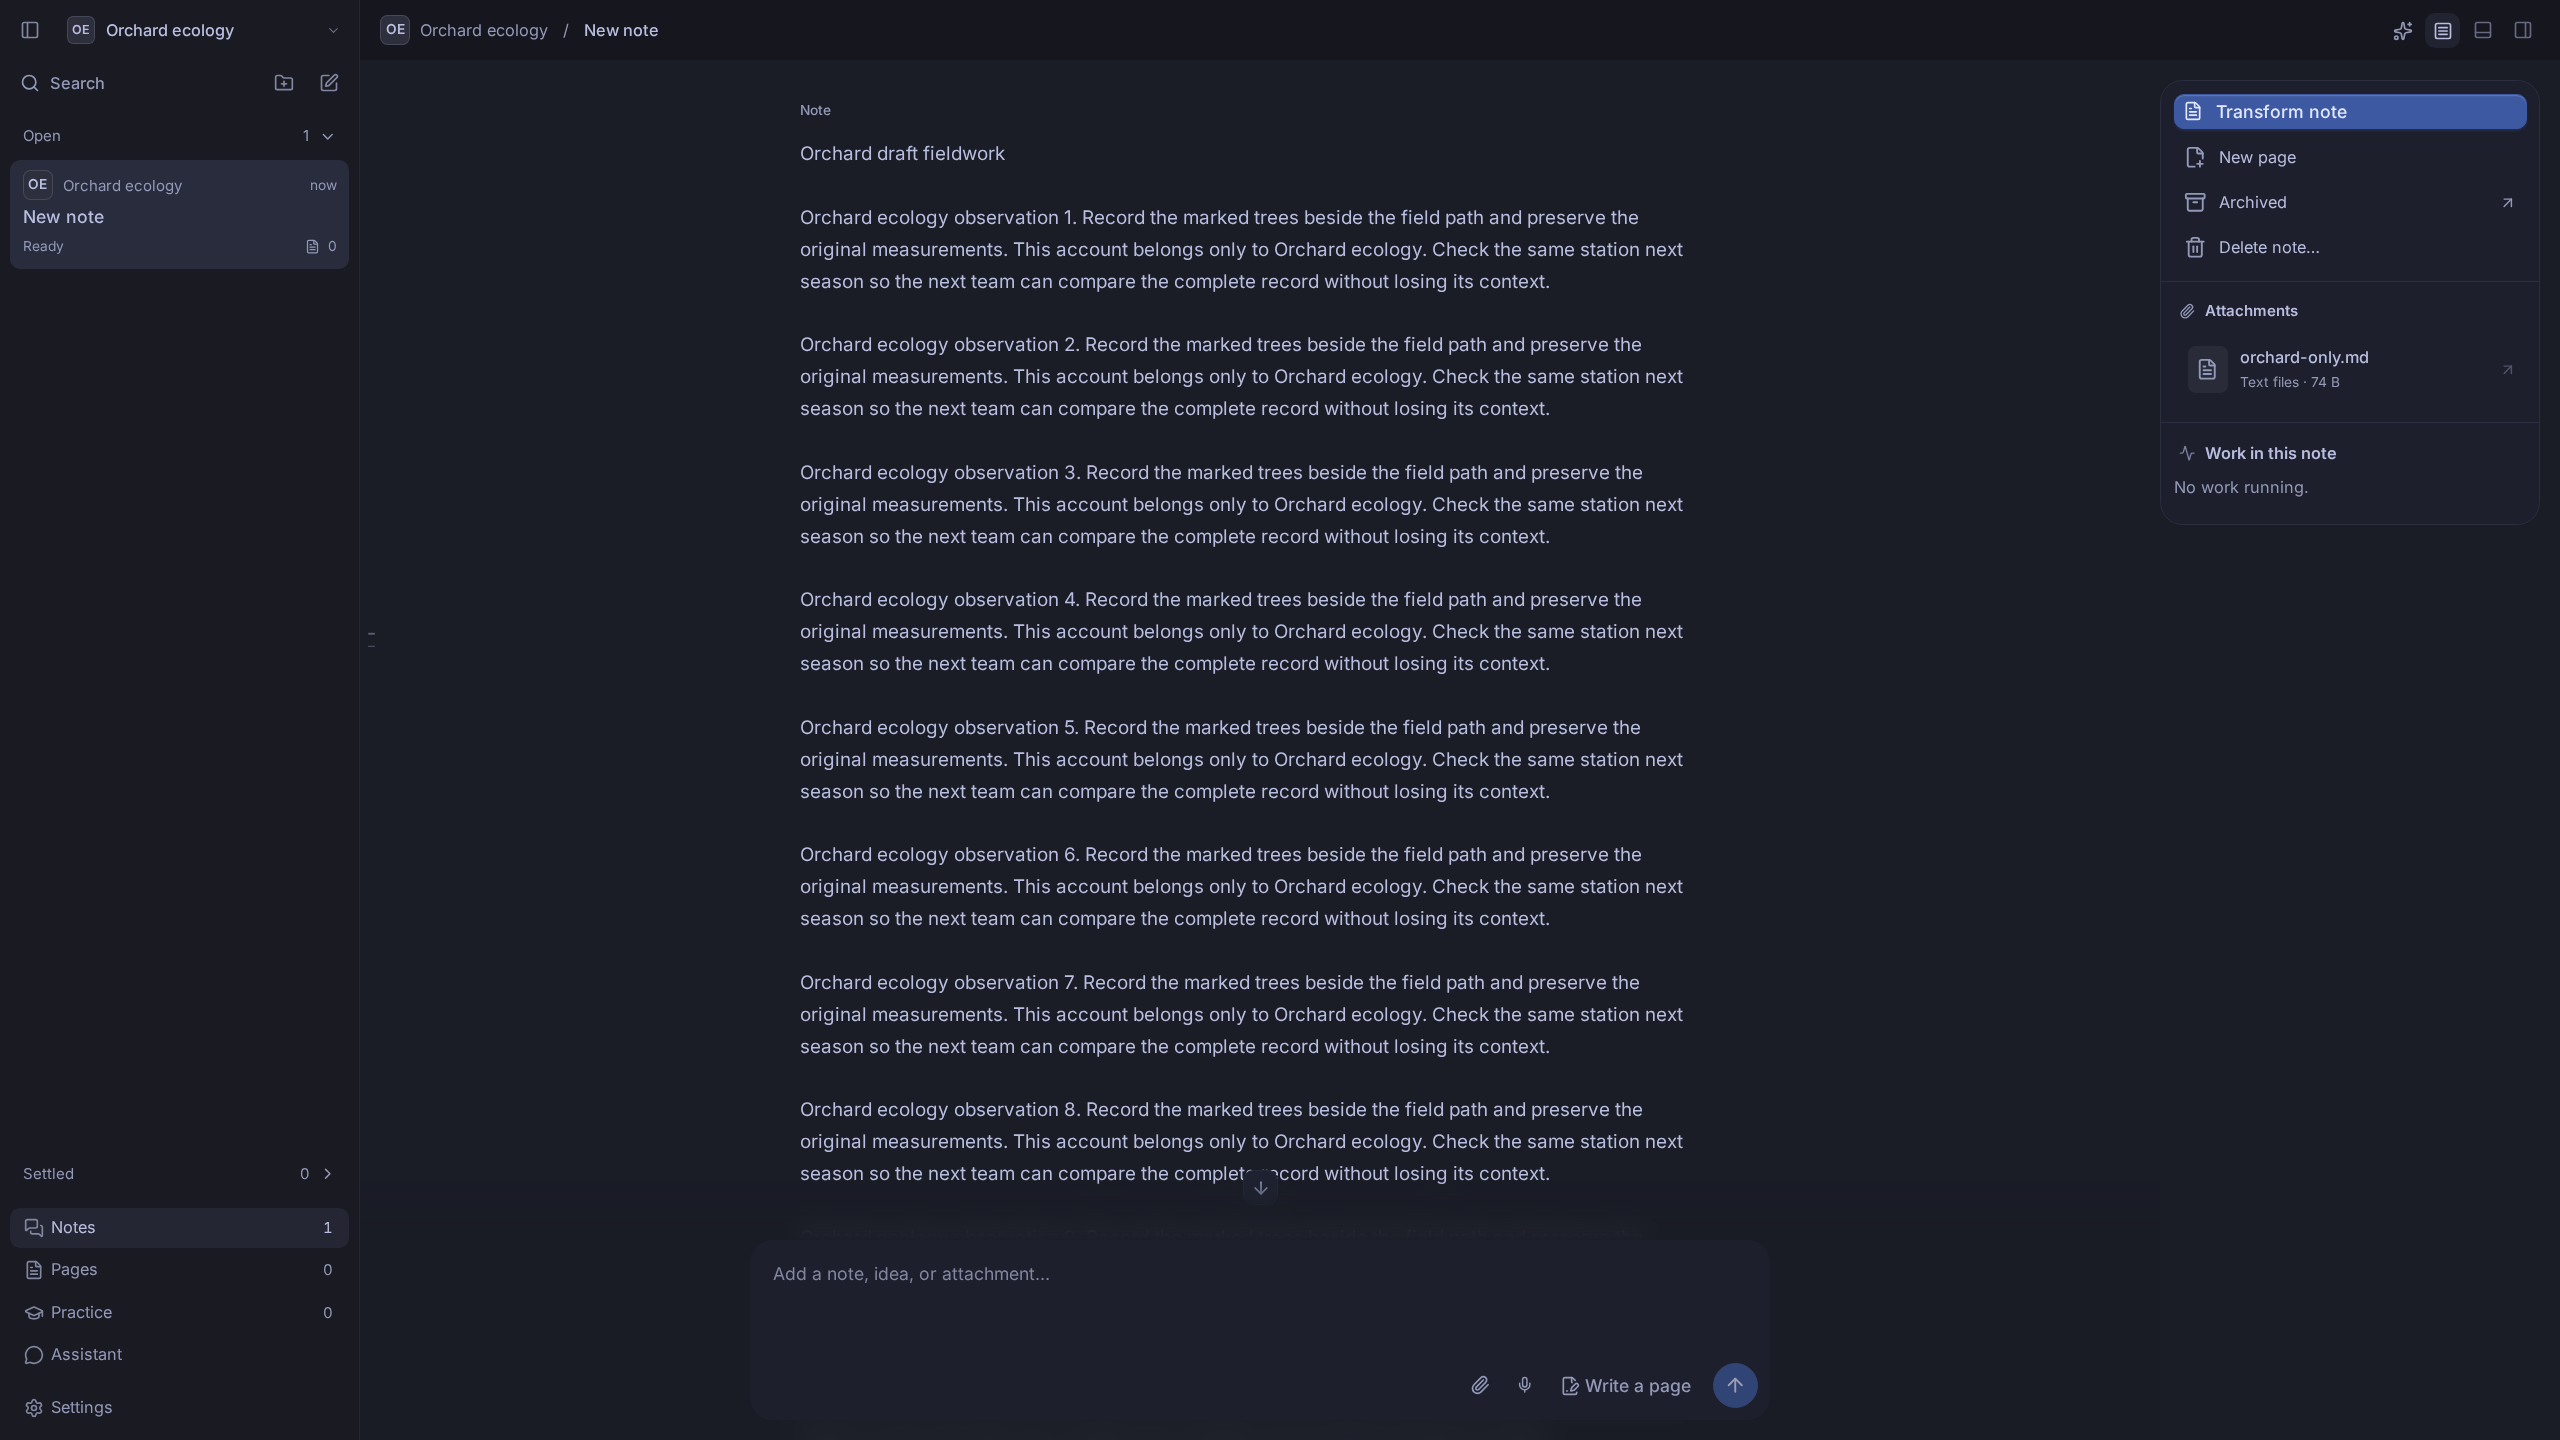 OE Orchard ecology
Search
Open 1
OE Orchard ecology now
New note
Ready 0
Settled 0
Notes 1
Pages 0
Practice 0
Assistant
Settings
OE Orchard ecology / New note
Note
Orchard draft fieldwork
Orchard ecology observation 1. Record the marked trees beside the field path and preserve the
original measurements. This account belongs only to Orchard ecology. Check the same station next
season so the next team can compare the complete record without losing its context.
Orchard ecology observation 2. Record the marked trees beside the field path and preserve the
original measurements. This account belongs only to Orchard ecology. Check the same station next
season so the next team can compare the complete record without losing its context.
Orchard ecology observation 3. Record the marked trees beside the field path and preserve the
original measurements. This account belongs only to Orchard ecology. Check the same station next
season so the next team can compare the complete record without losing its context.
Orchard ecology observation 4. Record the marked trees beside the field path and preserve the
original measurements. This account belongs only to Orchard ecology. Check the same station next
season so the next team can compare the complete record without losing its context.
Orchard ecology observation 5. Record the marked trees beside the field path and preserve the
original measurements. This account belongs only to Orchard ecology. Check the same station next
season so the next team can compare the complete record without losing its context.
Orchard ecology observation 6. Record the marked trees beside the field path and preserve the
original measurements. This account belongs only to Orchard ecology. Check the same station next
season so the next team can compare the complete record without losing its context.
Orchard ecology observation 7. Record the marked trees beside the field path and preserve the
original measurements. This account belongs only to Orchard ecology. Check the same station next
season so the next team can compare the complete record without losing its context.
Orchard ecology observation 8. Record the marked trees beside the field path and preserve the
original measurements. This account belongs only to Orchard ecology. Check the same station next
season so the next team can compare the complete record without losing its context.
Add a note, idea, or attachment...
Write a page
Transform note
New page
Archived
Delete note...
Attachments
orchard-only.md
Text files · 74 B
Work in this note
No work running.